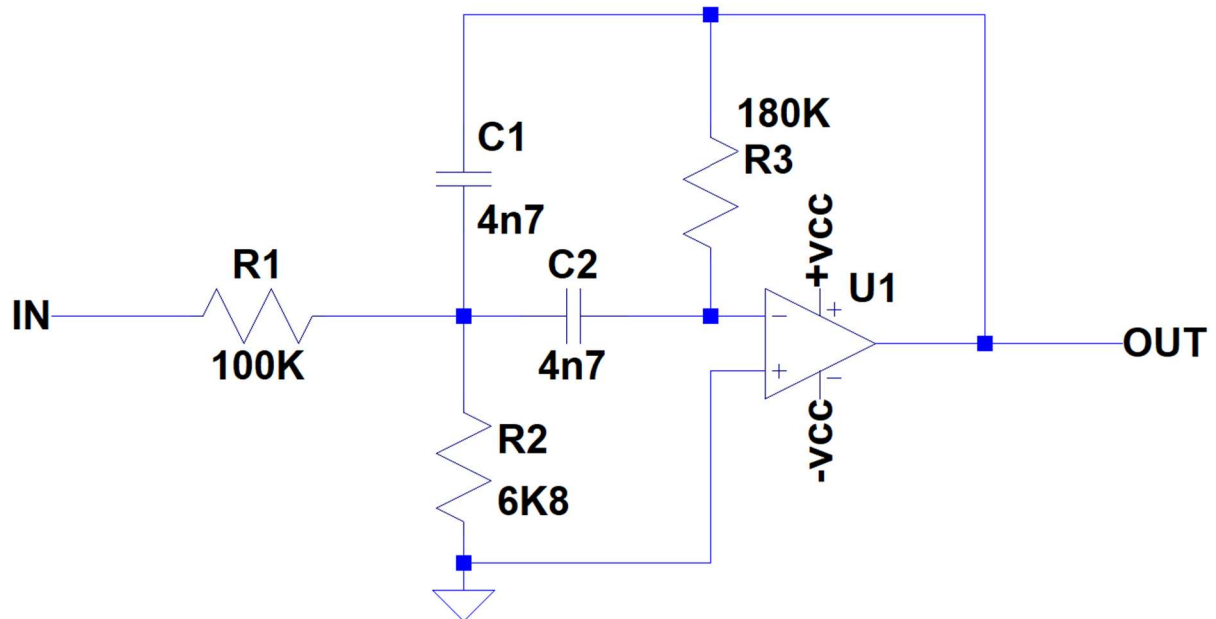 180K
C1
R3
4n7
+vcc
R1
C2
U1
IN
OUT
100K
4n7
R2
-vcc
6K8